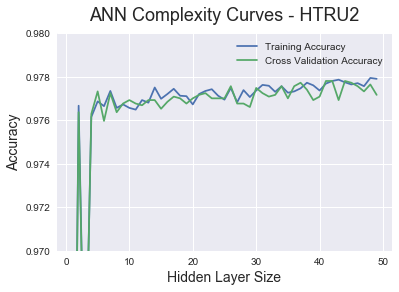 ANN Complexity Curves - HTRU2
0.980
Training Accuracy
Cross Validation Accuracy
0.978
0.976
Accuracy
0.974
0.972
0.970
0 10 20 30 40 50
Hidden Layer Size